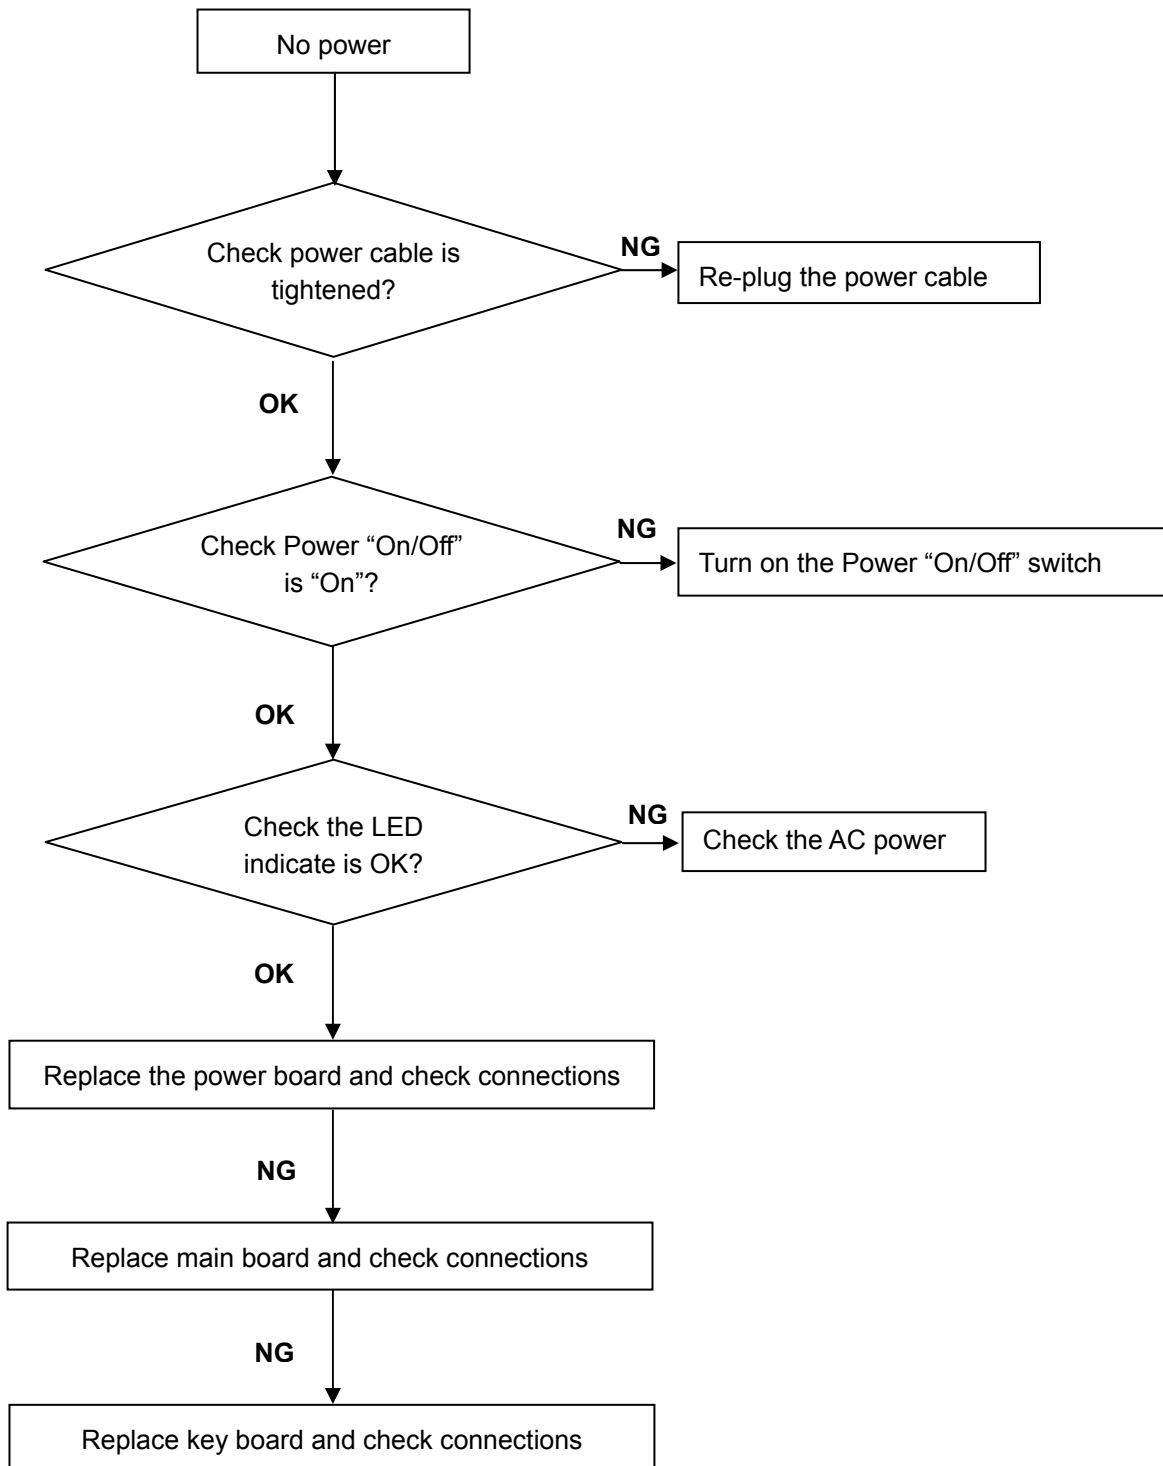 No power
Check power cable is
tightened?
NG
Re-plug the power cable
OK
Check Power “On/Off”
is “On”?
NG
Turn on the Power “On/Off” switch
OK
Check the LED
indicate is OK?
NG
Check the AC power
OK
Replace the power board and check connections
NG
Replace main board and check connections
NG
Replace key board and check connections